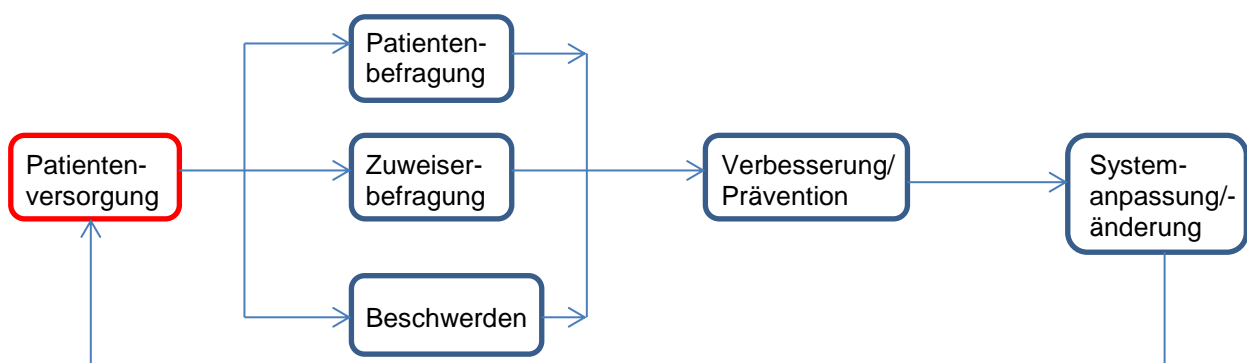 Patienten-
befragung
Patienten-
versorgung
Zuweiser-
befragung
Verbesserung/
Prävention
System-
anpassung/-
änderung
Beschwerden